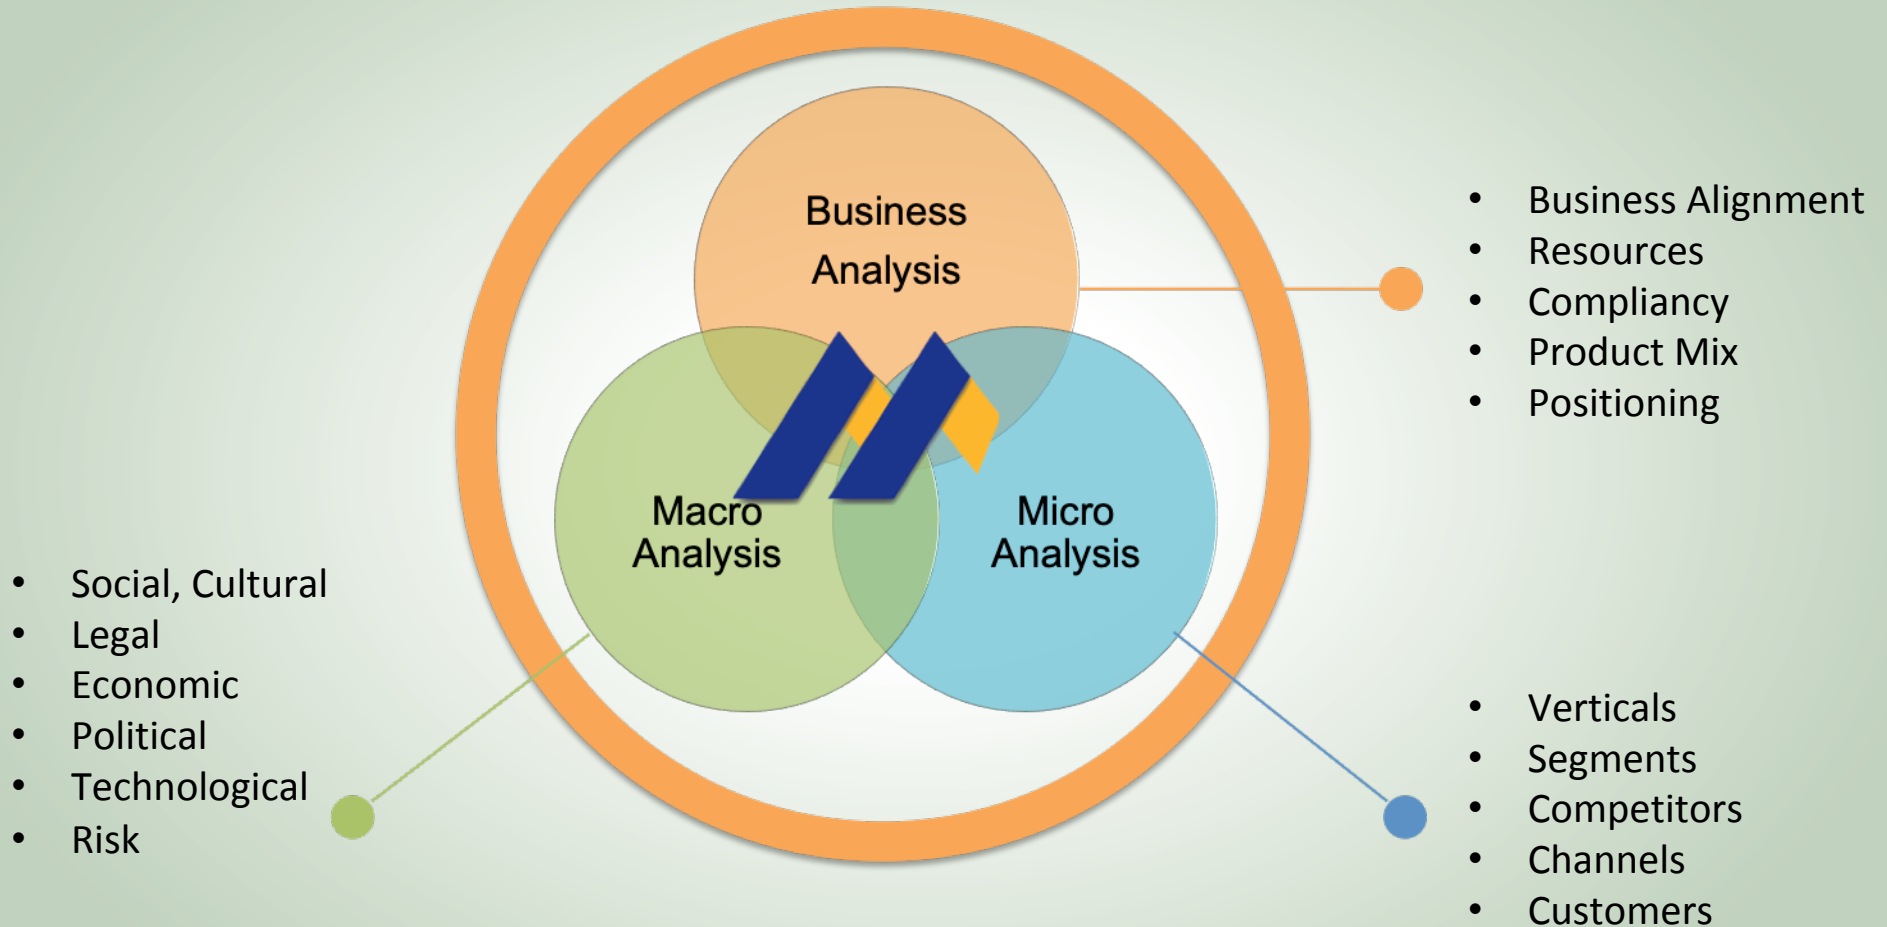 Business
Analysis
Macro
Analysis
Micro
Analysis
• Business Alignment
• Resources
• Compliancy
• Product Mix
• Positioning
• Social, Cultural
• Legal
• Economic
• Political
• Technological
• Risk
• Verticals
• Segments
• Competitors
• Channels
• Customers